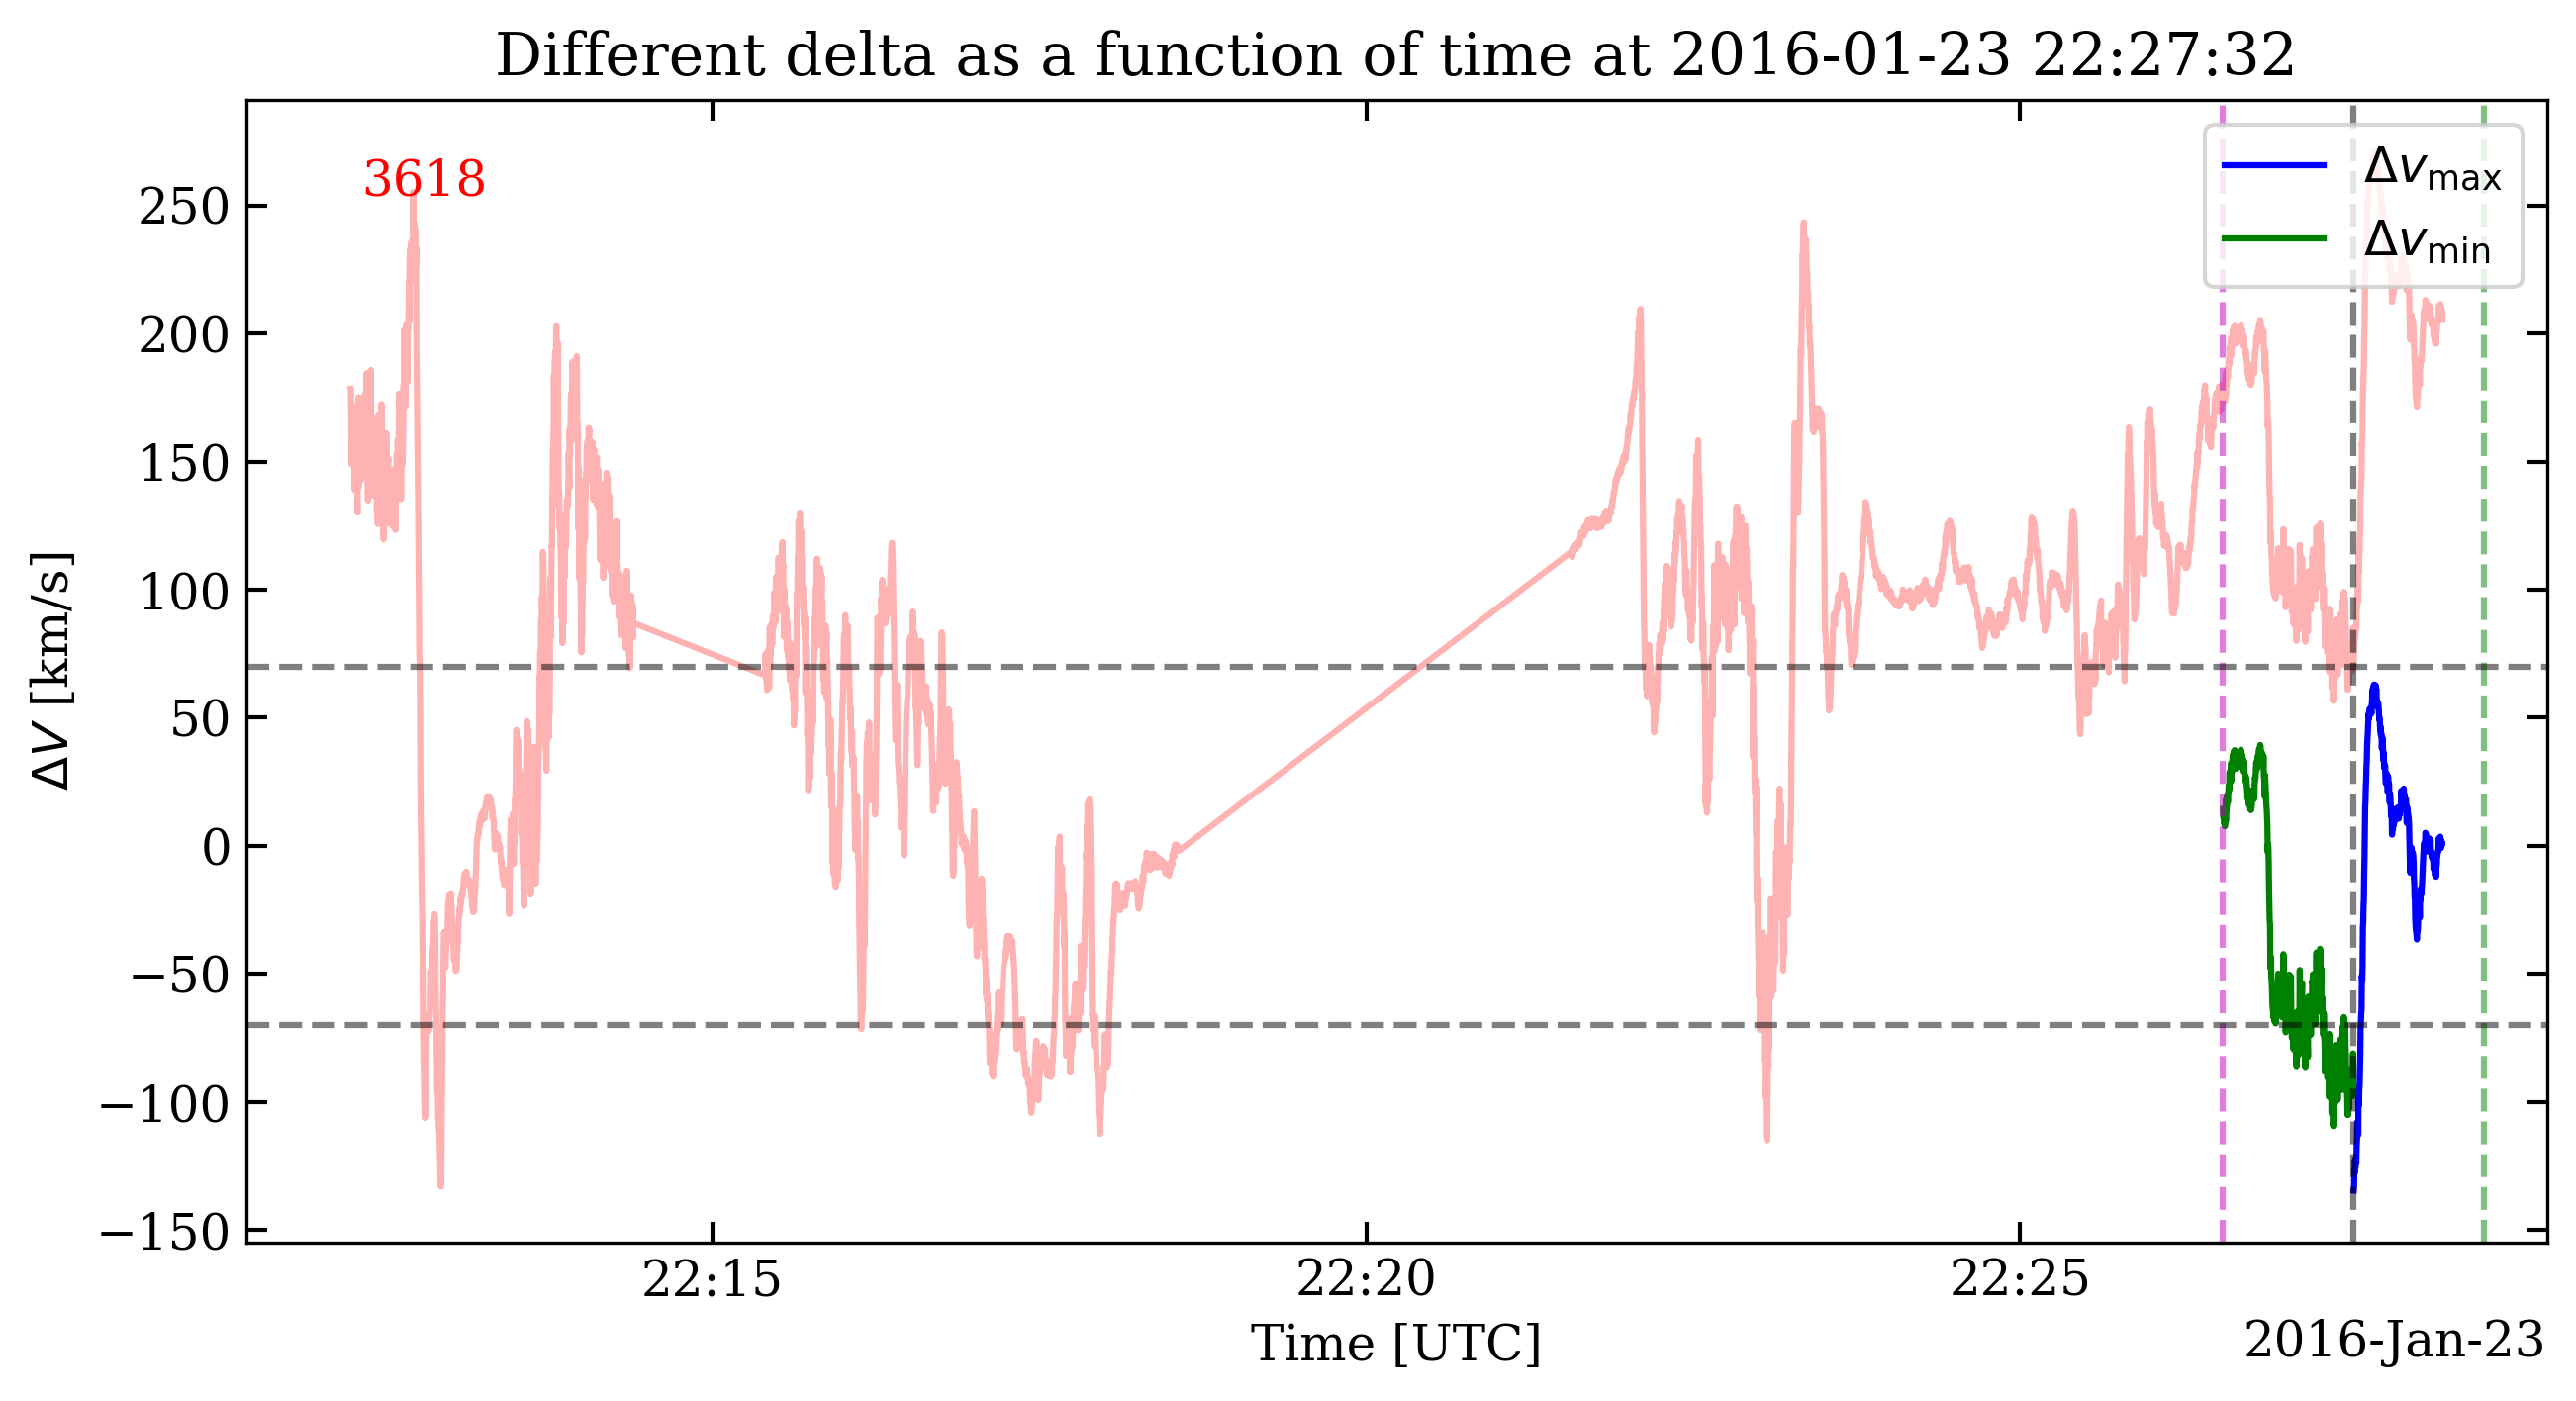 Different delta as a function of time at 2016-01-23 22:27:32
3618
Δv_max
Δv_min
250
200
150
100
50
0
−50
−100
−150
ΔV [km/s]
22:15
22:20
22:25
Time [UTC]
2016-Jan-23